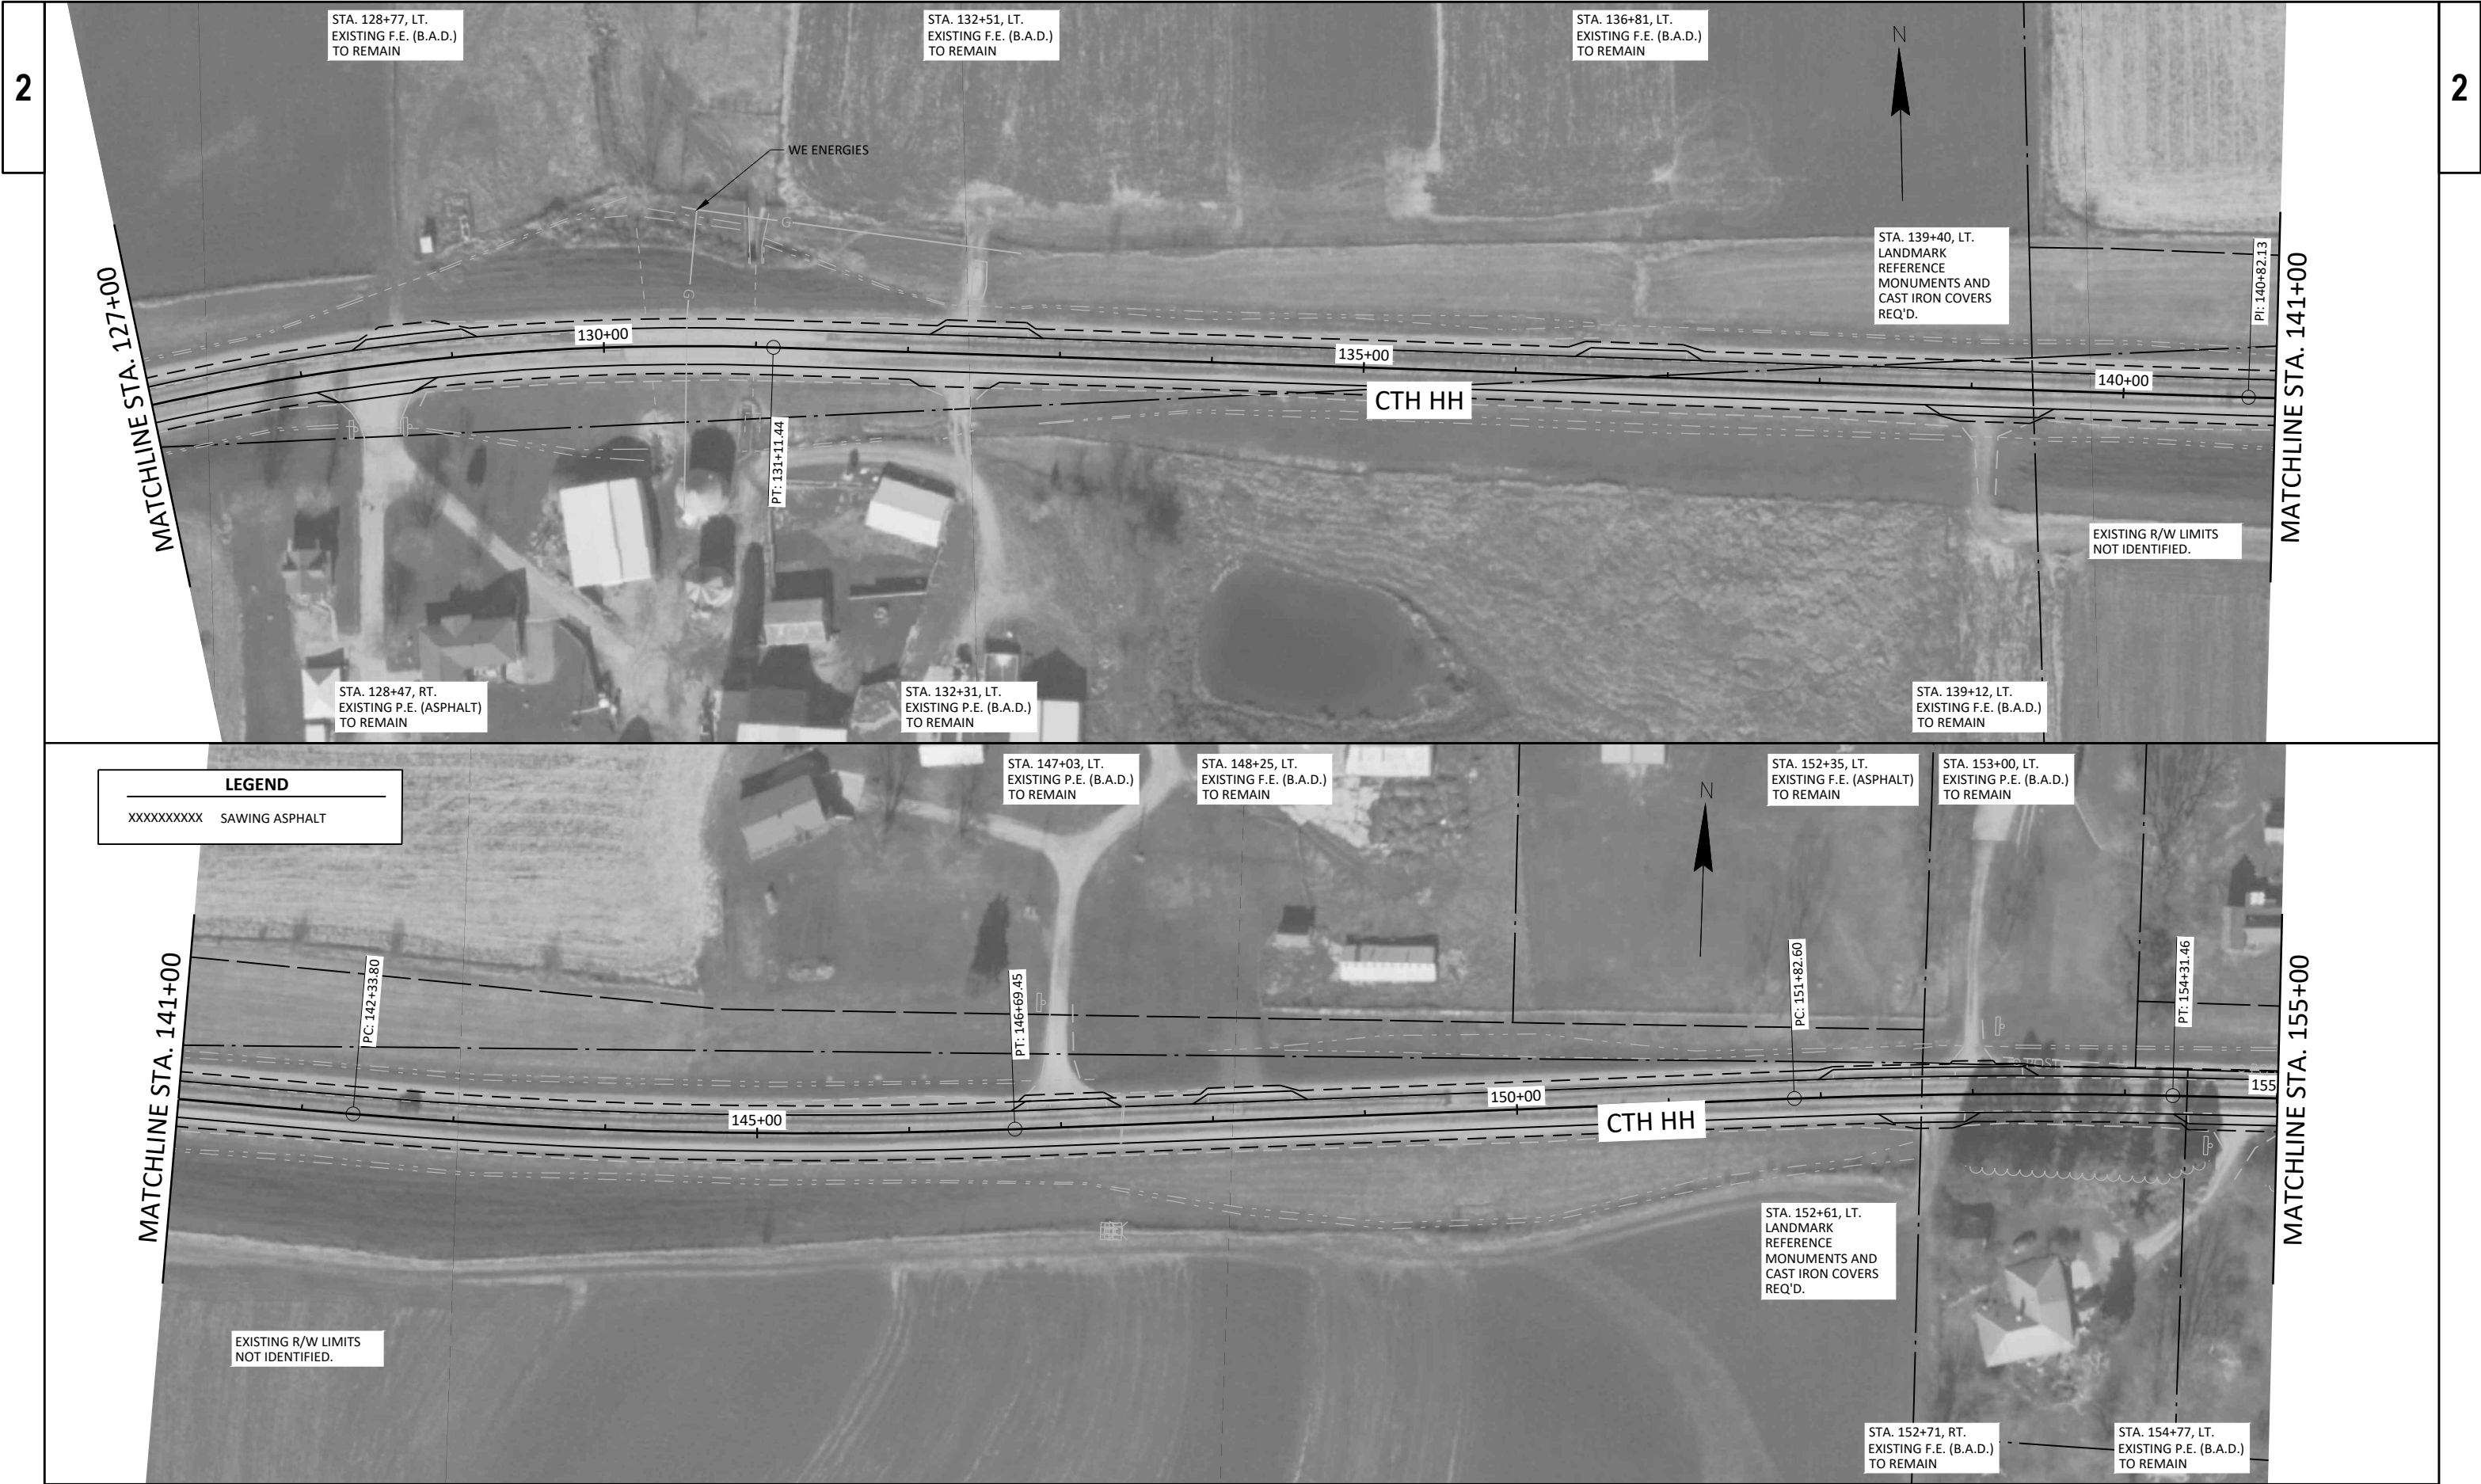 2
2
STA. 128+77, LT.
EXISTING F.E. (B.A.D.)
TO REMAIN
STA. 132+51, LT.
EXISTING F.E. (B.A.D.)
TO REMAIN
STA. 136+81, LT.
EXISTING F.E. (B.A.D.)
TO REMAIN
N
WE ENERGIES
G
G
STA. 139+40, LT.
LANDMARK
REFERENCE
MONUMENTS AND
CAST IRON COVERS
REQ'D.
PI: 140+82.13
MATCHLINE STA. 127+00
130+00
135+00
140+00
CTH HH
PT: 131+11.44
MATCHLINE STA. 141+00
EXISTING R/W LIMITS
NOT IDENTIFIED.
STA. 128+47, RT.
EXISTING P.E. (ASPHALT)
TO REMAIN
STA. 132+31, LT.
EXISTING P.E. (B.A.D.)
TO REMAIN
STA. 139+12, LT.
EXISTING F.E. (B.A.D.)
TO REMAIN
LEGEND
XXXXXXXXXX SAWING ASPHALT
STA. 147+03, LT.
EXISTING P.E. (B.A.D.)
TO REMAIN
STA. 148+25, LT.
EXISTING F.E. (B.A.D.)
TO REMAIN
STA. 152+35, LT.
EXISTING F.E. (ASPHALT)
TO REMAIN
STA. 153+00, LT.
EXISTING P.E. (B.A.D.)
TO REMAIN
N
MATCHLINE STA. 141+00
PC: 142+33.80
PT: 146+69.45
PC: 151+82.60
PT: 154+31.46
145+00
150+00
155
CTH HH
MATCHLINE STA. 155+00
STA. 152+61, LT.
LANDMARK
REFERENCE
MONUMENTS AND
CAST IRON COVERS
REQ'D.
EXISTING R/W LIMITS
NOT IDENTIFIED.
STA. 152+71, RT.
EXISTING F.E. (B.A.D.)
TO REMAIN
STA. 154+77, LT.
EXISTING P.E. (B.A.D.)
TO REMAIN